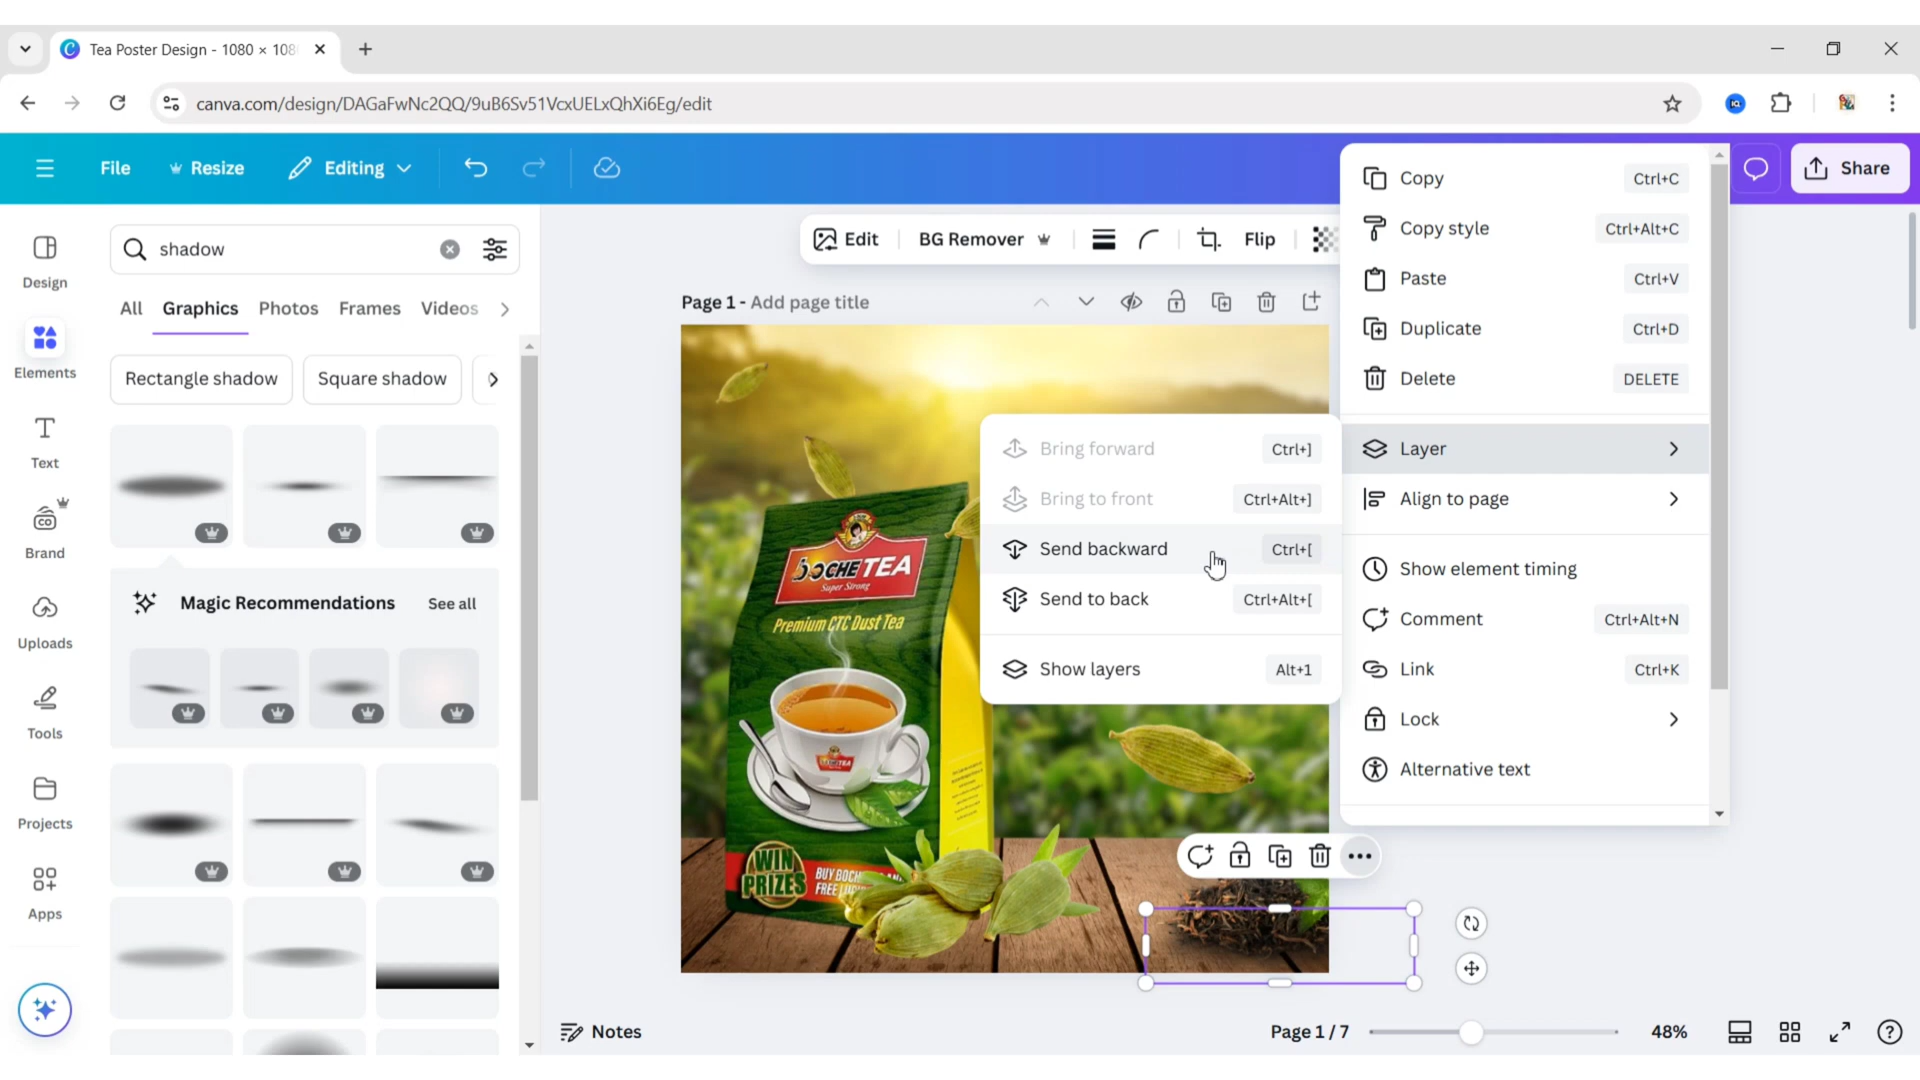 Tea Poster Design - 1080 × 108
canva.com/design/DAGaFwNc2QQ/9uB6Sv51VcxUELxQhXi6Eg/edit
File
Resize
Editing
Share
Design
Elements
Text
Brand
Uploads
Tools
Projects
Apps
shadow
All
Graphics
Photos
Frames
Videos
Rectangle shadow
Square shadow
Magic Recommendations
See all
Edit
BG Remover
Flip
Page 1 - Add page title
BOCHE TEA
Super Strong
Premium CTC Dust Tea
WIN
PRIZES
Bring forward Ctrl+]
Bring to front Ctrl+Alt+]
Send backward Ctrl+[
Send to back Ctrl+Alt+[
Show layers Alt+1
Copy Ctrl+C
Copy style Ctrl+Alt+C
Paste Ctrl+V
Duplicate Ctrl+D
Delete DELETE
Layer
Align to page
Show element timing
Comment Ctrl+Alt+N
Link Ctrl+K
Lock
Alternative text
Notes
Page 1 / 7
48%